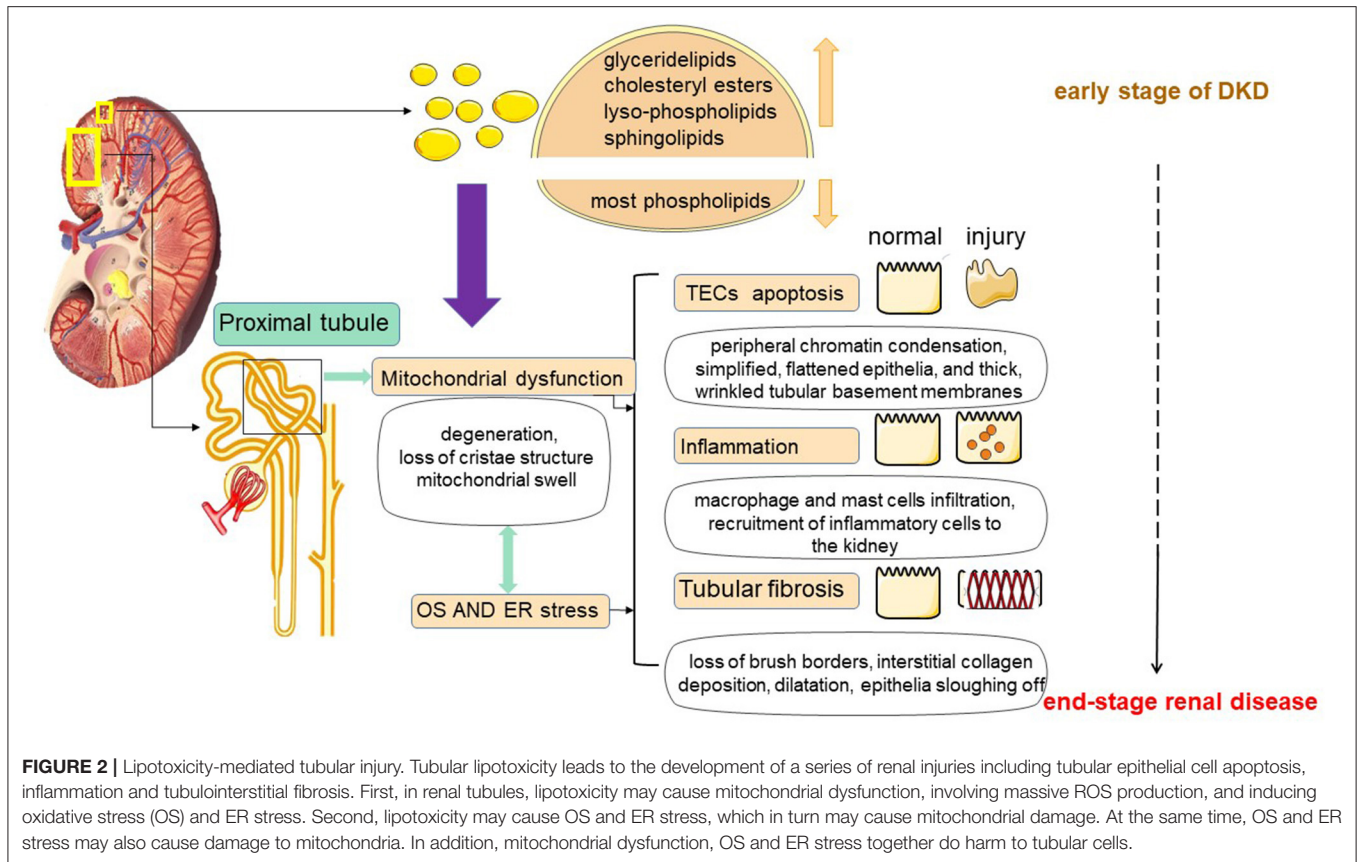 glyceridelipids
cholesteryl esters
lyso-phospholipids
sphingolipids
most phospholipids
early stage of DKD
normal injury
TECs apoptosis
Proximal tubule
peripheral chromatin condensation,
simplified, flattened epithelia, and thick,
wrinkled tubular basement membranes
Mitochondrial dysfunction
degeneration,
loss of cristae structure
mitochondrial swell
Inflammation
macrophage and mast cells infiltration,
recruitment of inflammatory cells to
the kidney
Tubular fibrosis
OS AND ER stress
loss of brush borders, interstitial collagen
deposition, dilatation, epithelia sloughing off
end-stage renal disease
FIGURE 2 | Lipotoxicity-mediated tubular injury. Tubular lipotoxicity leads to the development of a series of renal injuries including tubular epithelial cell apoptosis,
inflammation and tubulointerstitial fibrosis. First, in renal tubules, lipotoxicity may cause mitochondrial dysfunction, involving massive ROS production, and inducing
oxidative stress (OS) and ER stress. Second, lipotoxicity may cause OS and ER stress, which in turn may cause mitochondrial damage. At the same time, OS and ER
stress may also cause damage to mitochondria. In addition, mitochondrial dysfunction, OS and ER stress together do harm to tubular cells.